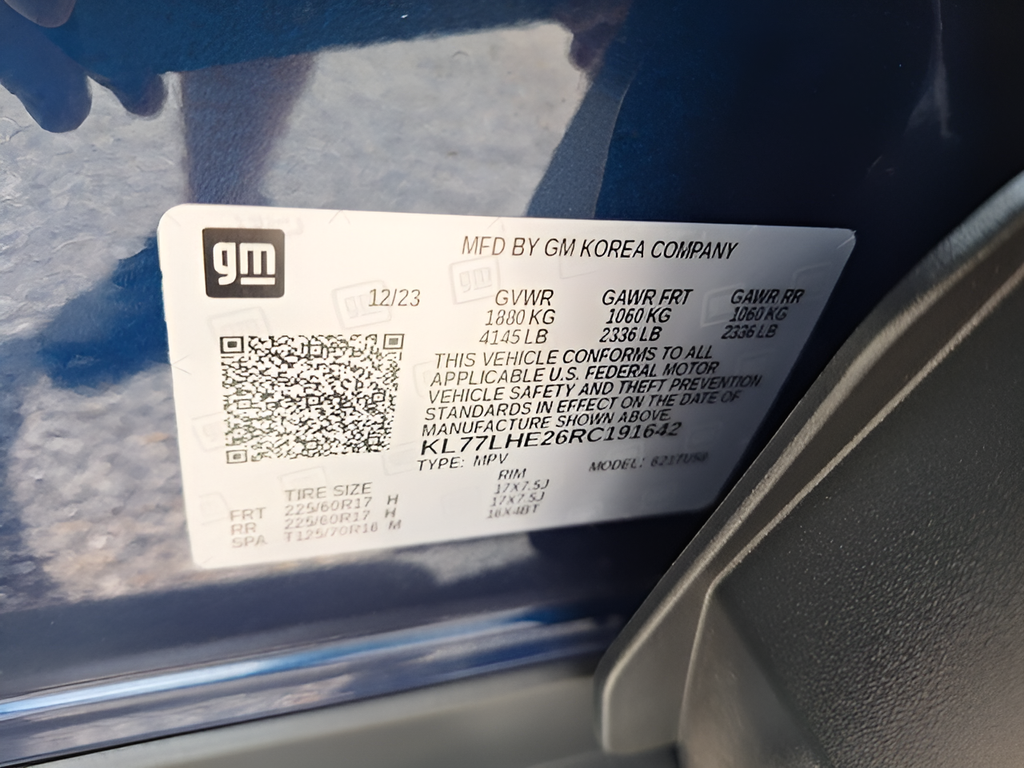 gm
MFD BY GM KOREA COMPANY
12/23 GVWR GAWR FRT GAWR RR
1880 KG 1060 KG 1060 KG
4145 LB 2336 LB 2336 LB
THIS VEHICLE CONFORMS TO ALL
APPLICABLE U.S. FEDERAL MOTOR
VEHICLE SAFETY AND THEFT PREVENTION
STANDARDS IN EFFECT ON THE DATE OF
MANUFACTURE SHOWN ABOVE.
KL77LHE26RC191642
TYPE: MPV MODEL:
TIRE SIZE RIM
FRT 225/60R17 H 17X7.5J
RR 225/60R17 H 17X7.5J
SPA T125/70R16 M 16X4BT